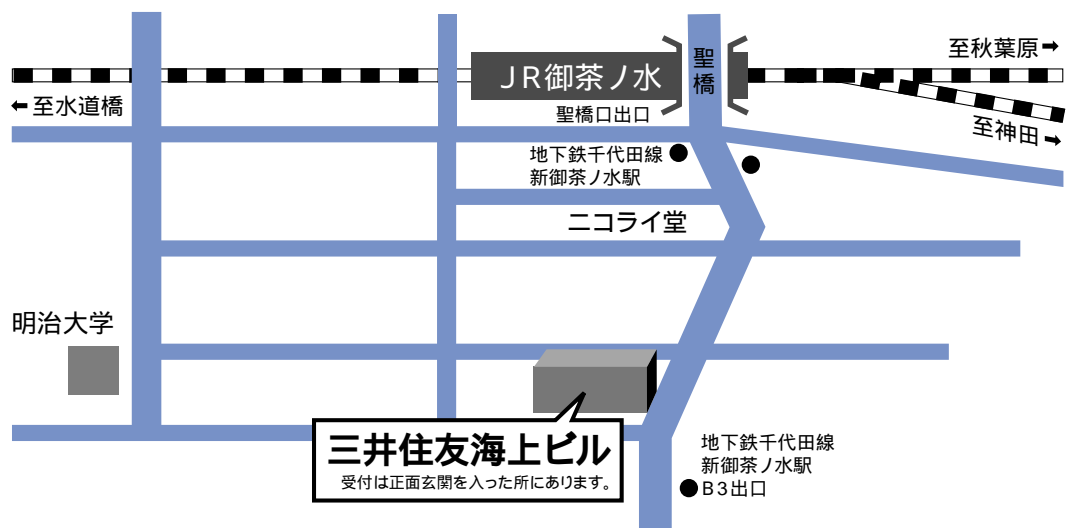 至秋葉原➡
JR御茶ノ水
聖橋
⬅至水道橋
聖橋口出口
至神田➡
地下鉄千代田線
新御茶ノ水駅
ニコライ堂
明治大学
三井住友海上ビル
受付は正面玄関を入った所にあります。
地下鉄千代田線
新御茶ノ水駅
●B3出口